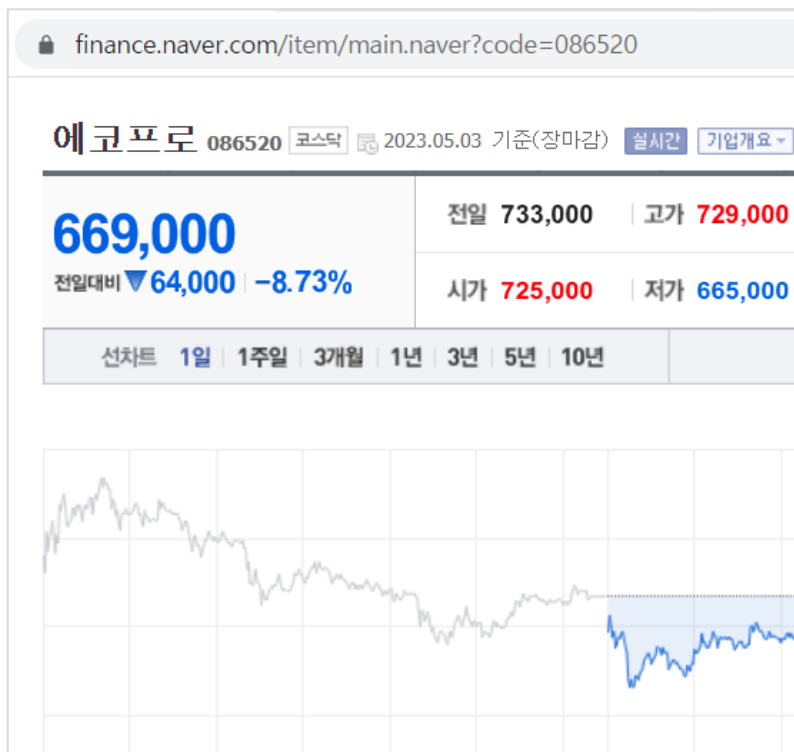 finance.naver.com/item/main.naver?code=086520
에코프로 086520 코스닥 2023.05.03 기준(장마감) 실시간 기업개요
669,000
전일대비 ▼ 64,000 -8.73%
전일 733,000 고가 729,000
시가 725,000 저가 665,000
선차트 1일 1주일 3개월 1년 3년 5년 10년